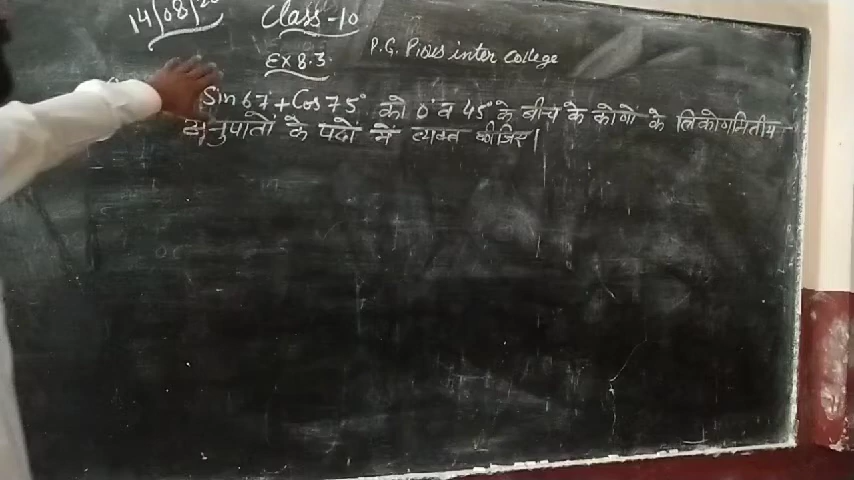 14/08/20
Class-10
Ex 8.3
P.G. Pious inter College
Sin 67° + Cos 75° को 0° व 45° के बीच के कोणों के त्रिकोणमितीय
अनुपातों के पदों में व्यक्त कीजिए।